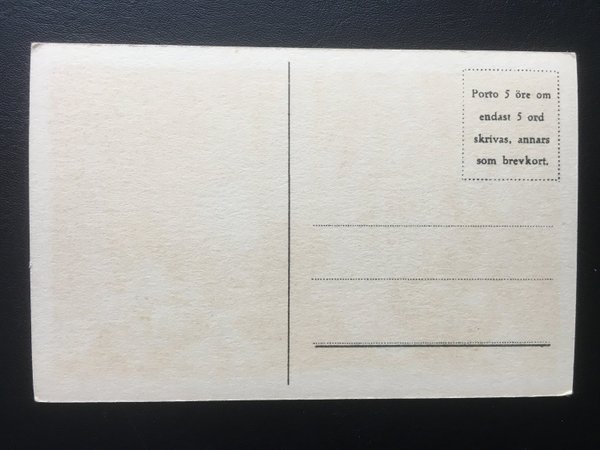 Porto 5 öre om
endast 5 ord
skrivas, annars
som brevkort.